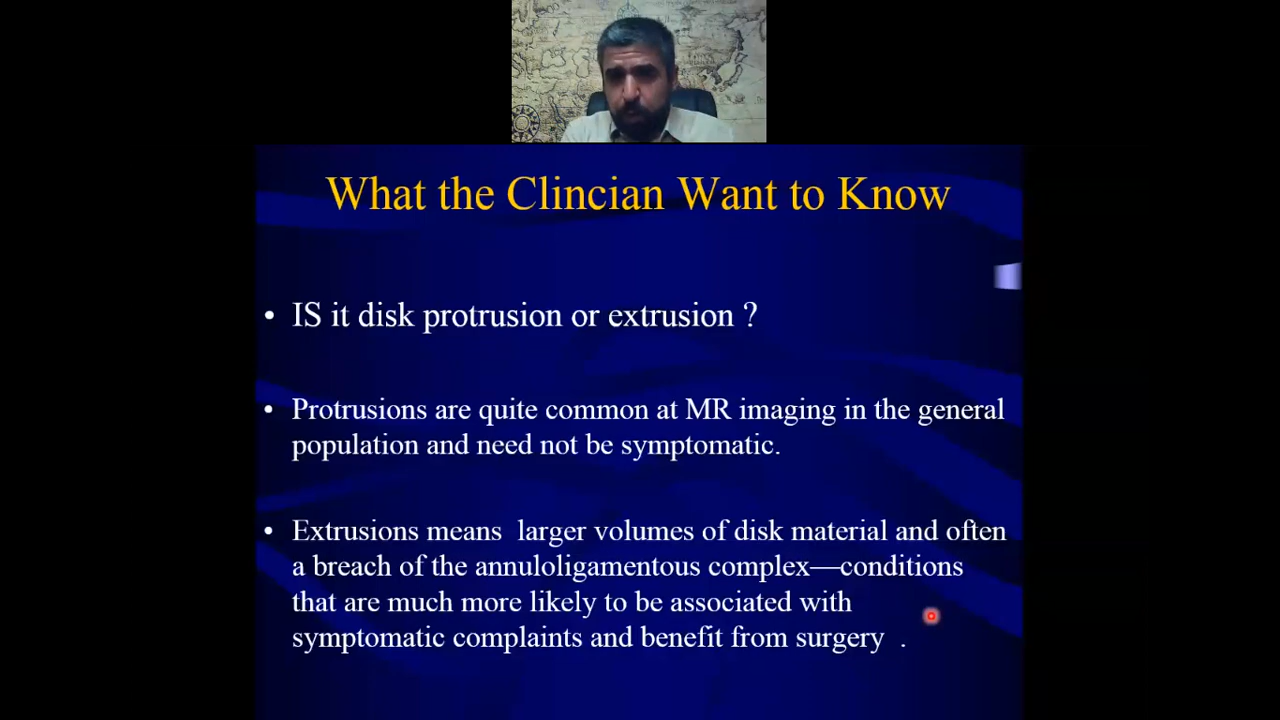 What the Clincian Want to Know
• IS it disk protrusion or extrusion ?
• Protrusions are quite common at MR imaging in the general
population and need not be symptomatic.
• Extrusions means larger volumes of disk material and often
a breach of the annuloligamentous complex—conditions
that are much more likely to be associated with
symptomatic complaints and benefit from surgery .